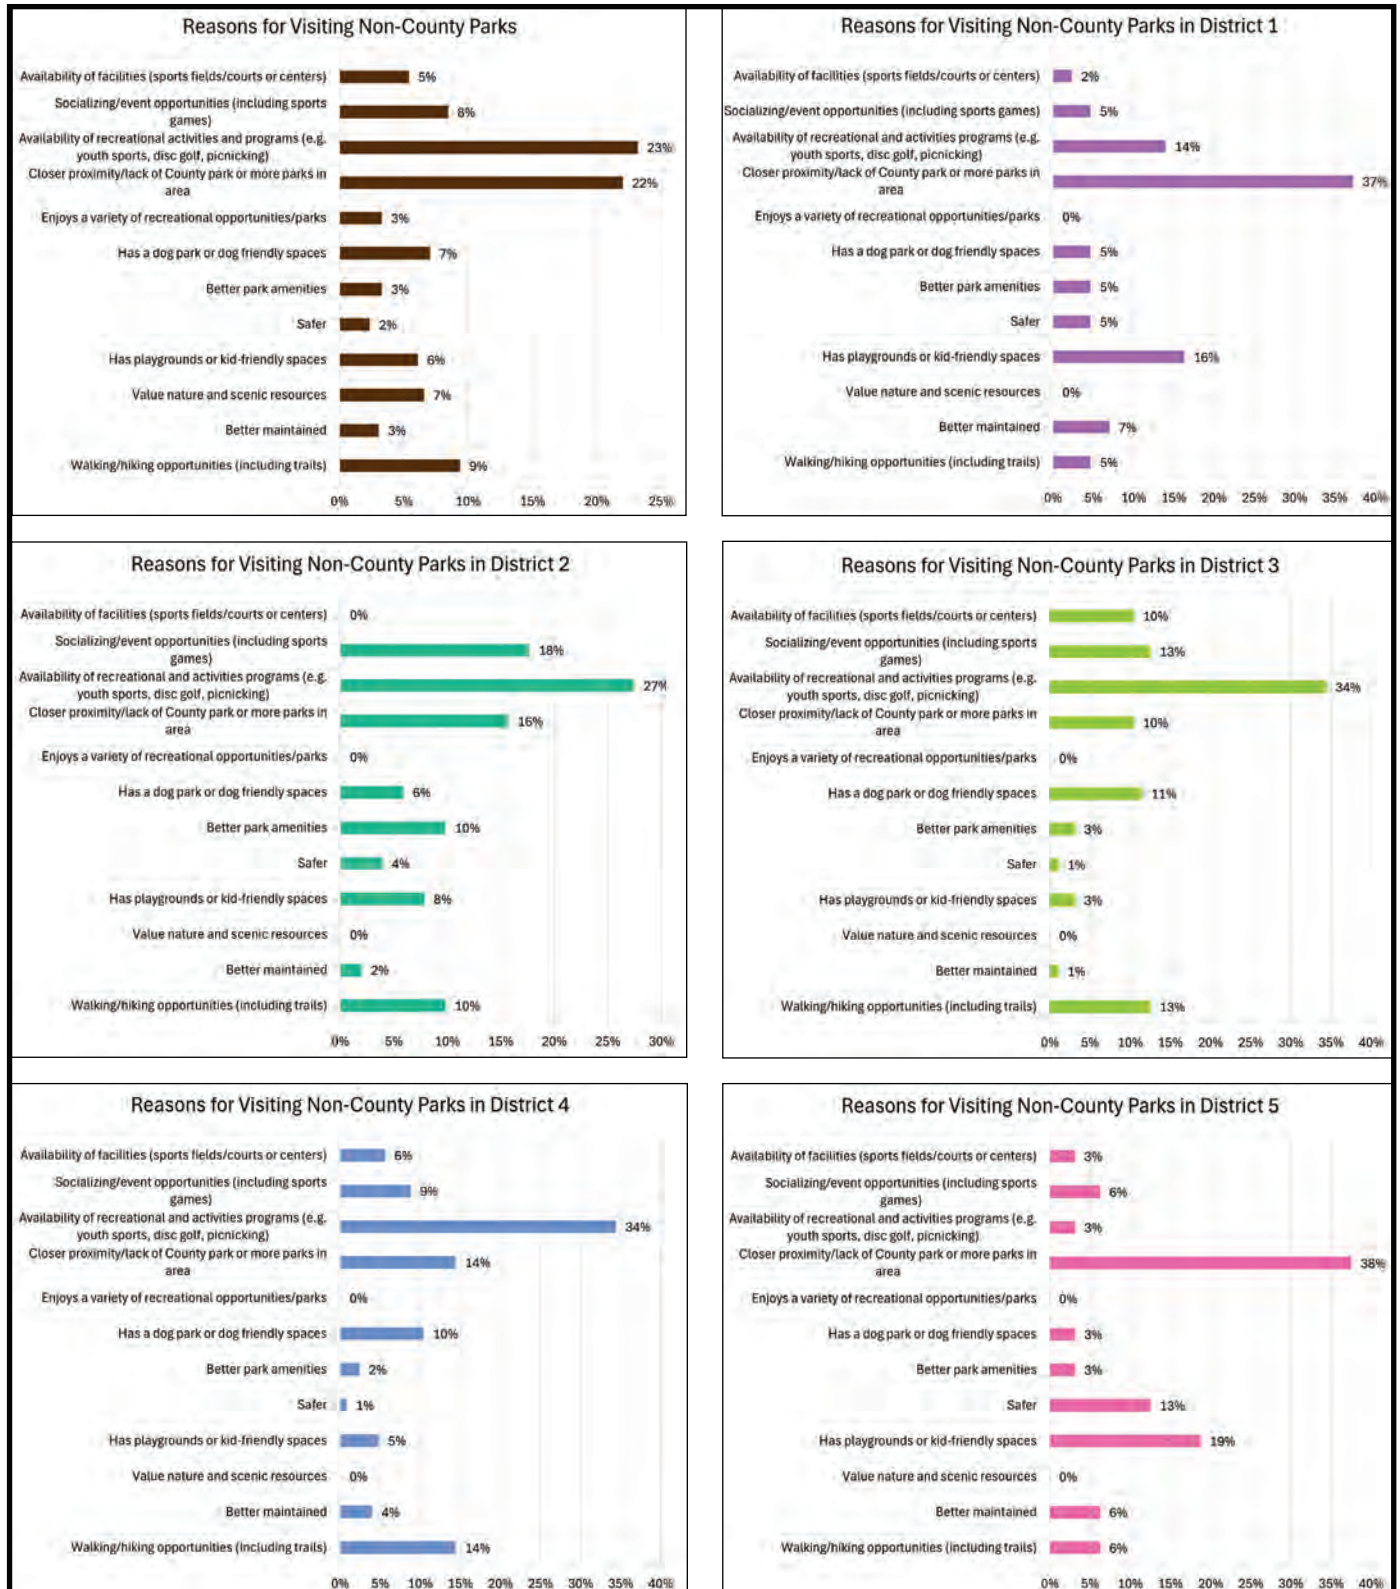 Reasons for Visiting Non-County Parks
Availability of facilities (sports fields/courts or centers) 5%
Socializing/event opportunities (including sports
games) 8%
Availability of recreational activities and programs (e.g.
youth sports, disc golf, picnicking) 23%
Closer proximity/lack of County park or more parks in
area 22%
Enjoys a variety of recreational opportunities/parks 3%
Has a dog park or dog friendly spaces 7%
Better park amenities 3%
Safer 2%
Has playgrounds or kid-friendly spaces 6%
Value nature and scenic resources 7%
Better maintained 3%
Walking/hiking opportunities (including trails) 9%
0% 5% 10% 15% 20% 25%
Reasons for Visiting Non-County Parks in District 1
Availability of facilities (sports fields/courts or centers) 2%
Socializing/event opportunities (including sports games) 5%
Availability of recreational and activities programs (e.g.
youth sports, disc golf, picnicking) 14%
Closer proximity/lack of County park or more parks in
area 37%
Enjoys a variety of recreational opportunities/parks 0%
Has a dog park or dog friendly spaces 5%
Better park amenities 5%
Safer 5%
Has playgrounds or kid-friendly spaces 16%
Value nature and scenic resources 0%
Better maintained 7%
Walking/hiking opportunities (including trails) 5%
0% 5% 10% 15% 20% 25% 30% 35% 40%
Reasons for Visiting Non-County Parks in District 2
Availability of facilities (sports fields/courts or centers) 0%
Socializing/event opportunities (including sports
games) 18%
Availability of recreational and activities programs (e.g.
youth sports, disc golf, picnicking) 27%
Closer proximity/lack of County park or more parks in
area 16%
Enjoys a variety of recreational opportunities/parks 0%
Has a dog park or dog friendly spaces 6%
Better park amenities 10%
Safer 4%
Has playgrounds or kid-friendly spaces 8%
Value nature and scenic resources 0%
Better maintained 2%
Walking/hiking opportunities (including trails) 10%
0% 5% 10% 15% 20% 25% 30%
Reasons for Visiting Non-County Parks in District 3
Availability of facilities (sports fields/courts or centers) 10%
Socializing/event opportunities (including sports
games) 13%
Availability of recreational and activities programs (e.g.
youth sports, disc golf, picnicking) 34%
Closer proximity/lack of County park or more parks in
area 10%
Enjoys a variety of recreational opportunities/parks 0%
Has a dog park or dog friendly spaces 11%
Better park amenities 3%
Safer 1%
Has playgrounds or kid-friendly spaces 3%
Value nature and scenic resources 0%
Better maintained 1%
Walking/hiking opportunities (including trails) 13%
0% 5% 10% 15% 20% 25% 30% 35% 40%
Reasons for Visiting Non-County Parks in District 4
Availability of facilities (sports fields/courts or centers) 6%
Socializing/event opportunities (including sports
games) 9%
Availability of recreational and activities programs (e.g.
youth sports, disc golf, picnicking) 34%
Closer proximity/lack of County park or more parks in
area 14%
Enjoys a variety of recreational opportunities/parks 0%
Has a dog park or dog friendly spaces 10%
Better park amenities 2%
Safer 1%
Has playgrounds or kid-friendly spaces 5%
Value nature and scenic resources 0%
Better maintained 4%
Walking/hiking opportunities (including trails) 14%
0% 5% 10% 15% 20% 25% 30% 35% 40%
Reasons for Visiting Non-County Parks in District 5
Availability of facilities (sports fields/courts or centers) 3%
Socializing/event opportunities (including sports
games) 6%
Availability of recreational and activities programs (e.g.
youth sports, disc golf, picnicking) 3%
Closer proximity/lack of County park or more parks in
area 38%
Enjoys a variety of recreational opportunities/parks 0%
Has a dog park or dog friendly spaces 3%
Better park amenities 3%
Safer 13%
Has playgrounds or kid-friendly spaces 19%
Value nature and scenic resources 0%
Better maintained 6%
Walking/hiking opportunities (including trails) 6%
0% 5% 10% 15% 20% 25% 30% 35% 40%